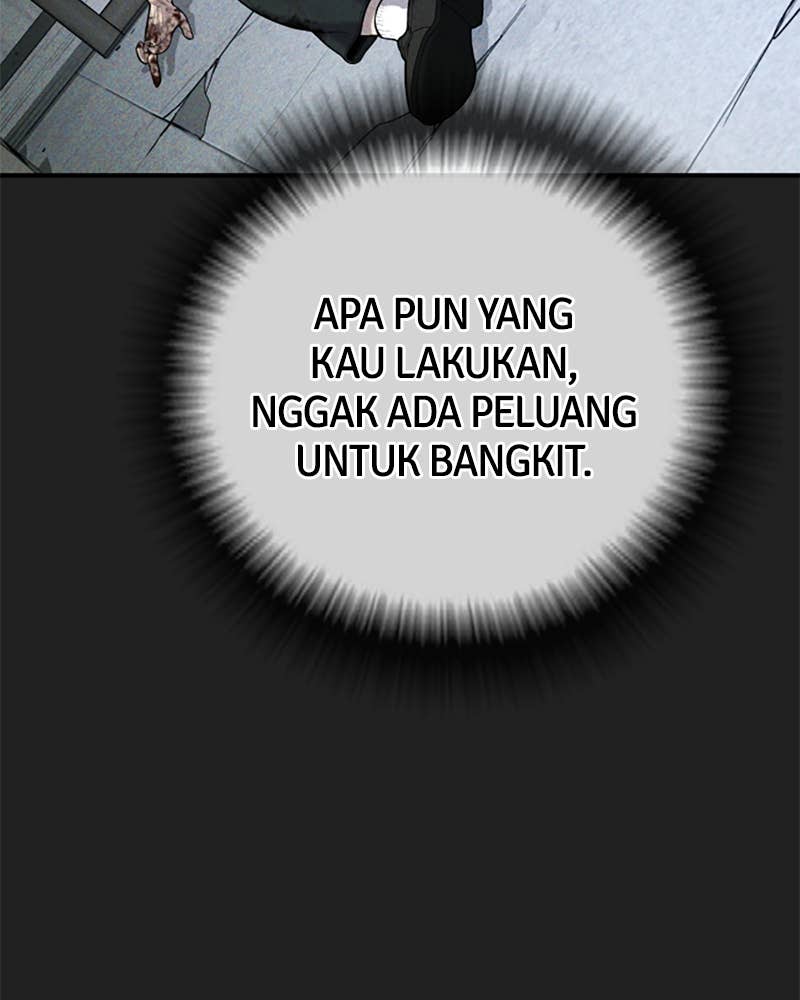 APA PUN YANG
KAU LAKUKAN,
NGGAK ADA PELUANG
UNTUK BANGKIT.